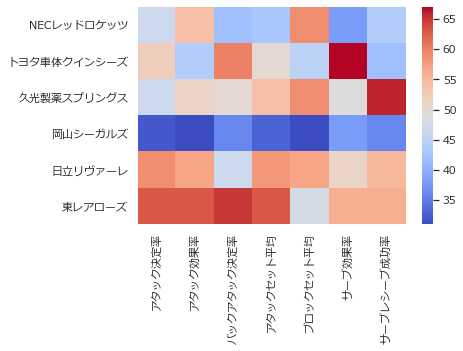 NECレッドロケッツ
トヨタ車体クインシーズ
久光製薬スプリングス
岡山シーガルズ
日立リヴァーレ
東レアローズ
アタック決定率
アタック効果率
バックアタック決定率
アタックセット平均
ブロックセット平均
サーブ効果率
サーブレシーブ成功率
65
60
55
50
45
40
35